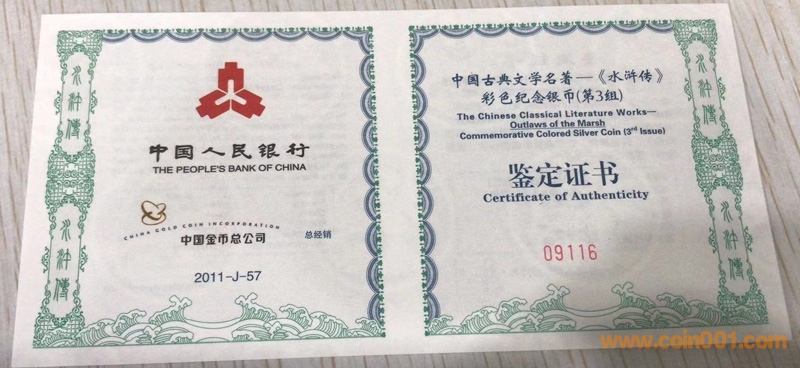 水浒傳
水浒傳
中国人民银行
THE PEOPLE'S BANK OF CHINA
CHINA GOLD COIN INCORPORATION
中国金币总公司
总经销
2011-J-57
中国古典文学名著—《水浒传》
彩色纪念银币(第3组)
The Chinese Classical Literature Works—
Outlaws of the Marsh
Commemorative Colored Silver Coin (3rd Issue)
鉴定证书
Certificate of Authenticity
09116
水浒傳
水浒傳
www.coin001.com